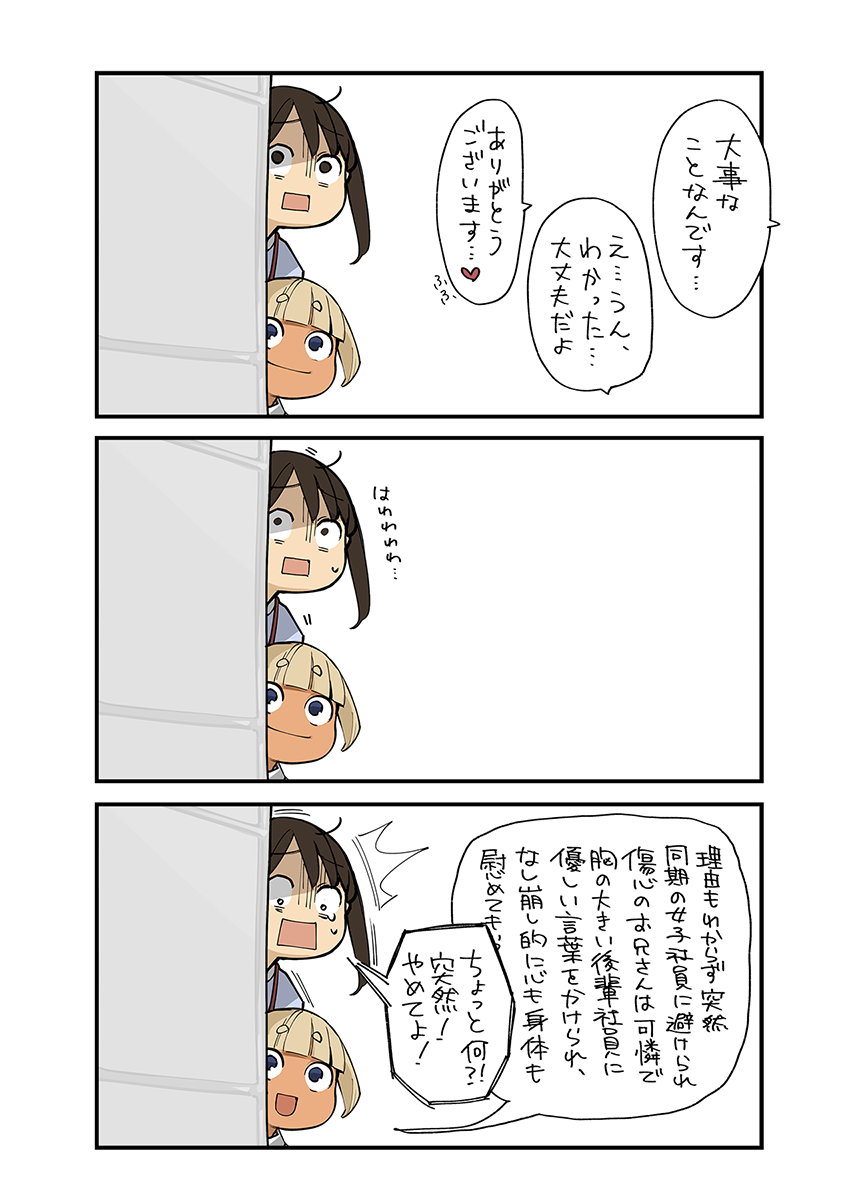 大事な
ことなんです…
え…うん、
わかった…
大丈夫だよ
ありがとう
ございます…♥
ふふ
はわわわわ…
理由もわからず突然
同期の女子社員に避けられ
傷心のお兄さんは可憐で
胸の大きい後輩社員に
優しい言葉をかけられ、
なし崩し的に心も身体も
慰めても
ちょっと何?!
突然!
やめてよ!